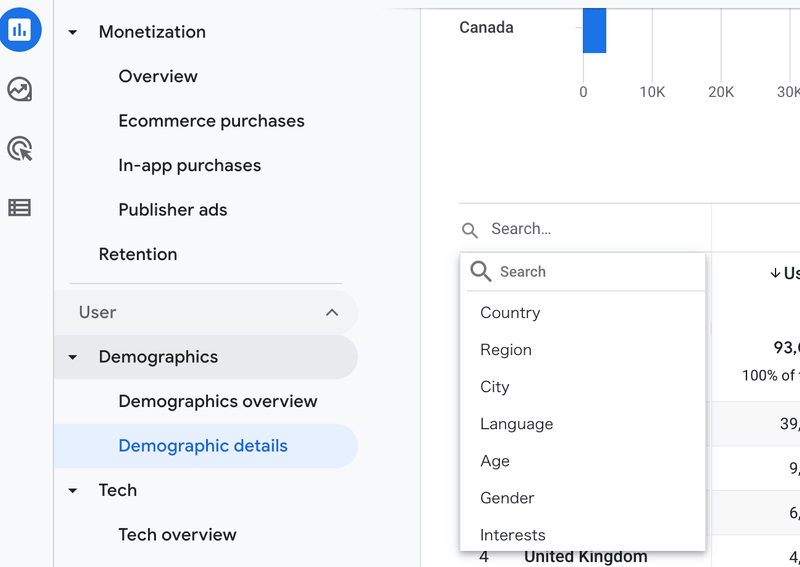 Monetization
Overview
Ecommerce purchases
In-app purchases
Publisher ads
Retention
User
Demographics
Demographics overview
Demographic details
Tech
Tech overview
Canada
0 10K 20K 30K
Search...
Search
Country
Region
City
Language
Age
Gender
Interests
4 United Kingdom
↓ Us
93,
100% of
39,
9,
6,
4,